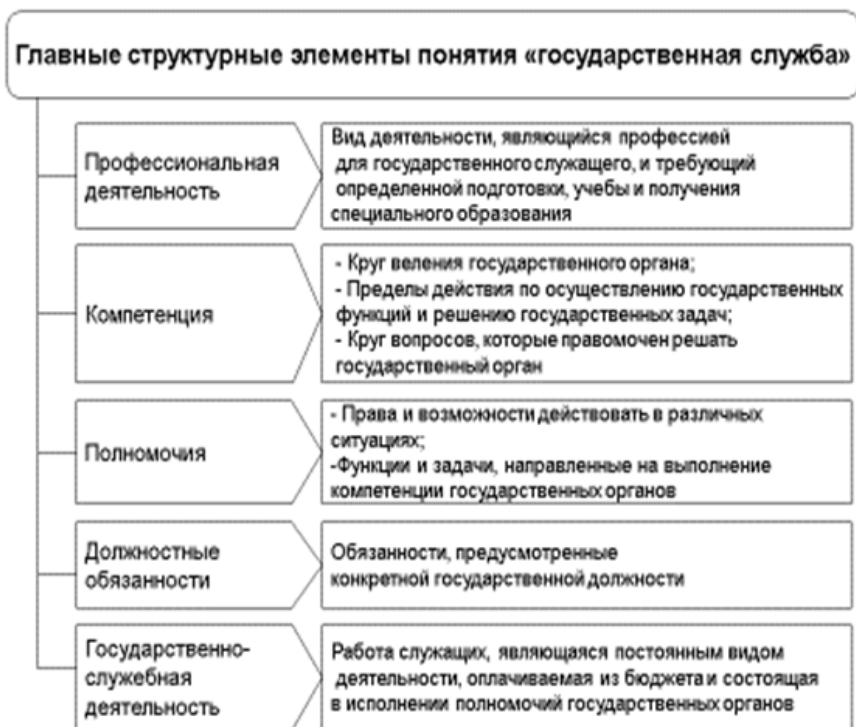 Главные структурные элементы понятия «государственная служба»
Профессиональная
деятельность
Вид деятельности, являющийся профессией
для государственного служащего, и требующий
определенной подготовки, учебы и получения
специального образования
Компетенция
- Круг веления государственного органа;
- Пределы действия по осуществлению государственных
функций и решению государственных задач;
- Круг вопросов, которые правомочен решать
государственный орган
Полномочия
- Права и возможности действовать в различных
ситуациях;
-Функции и задачи, направленные на выполнение
компетенции государственных органов
Должностные
обязанности
Обязанности, предусмотренные
конкретной государственной должности
Государственно-
служебная
деятельность
Работа служащих, являющаяся постоянным видом
деятельности, оплачиваемая из бюджета и состоящая
в исполнении полномочий государственных органов